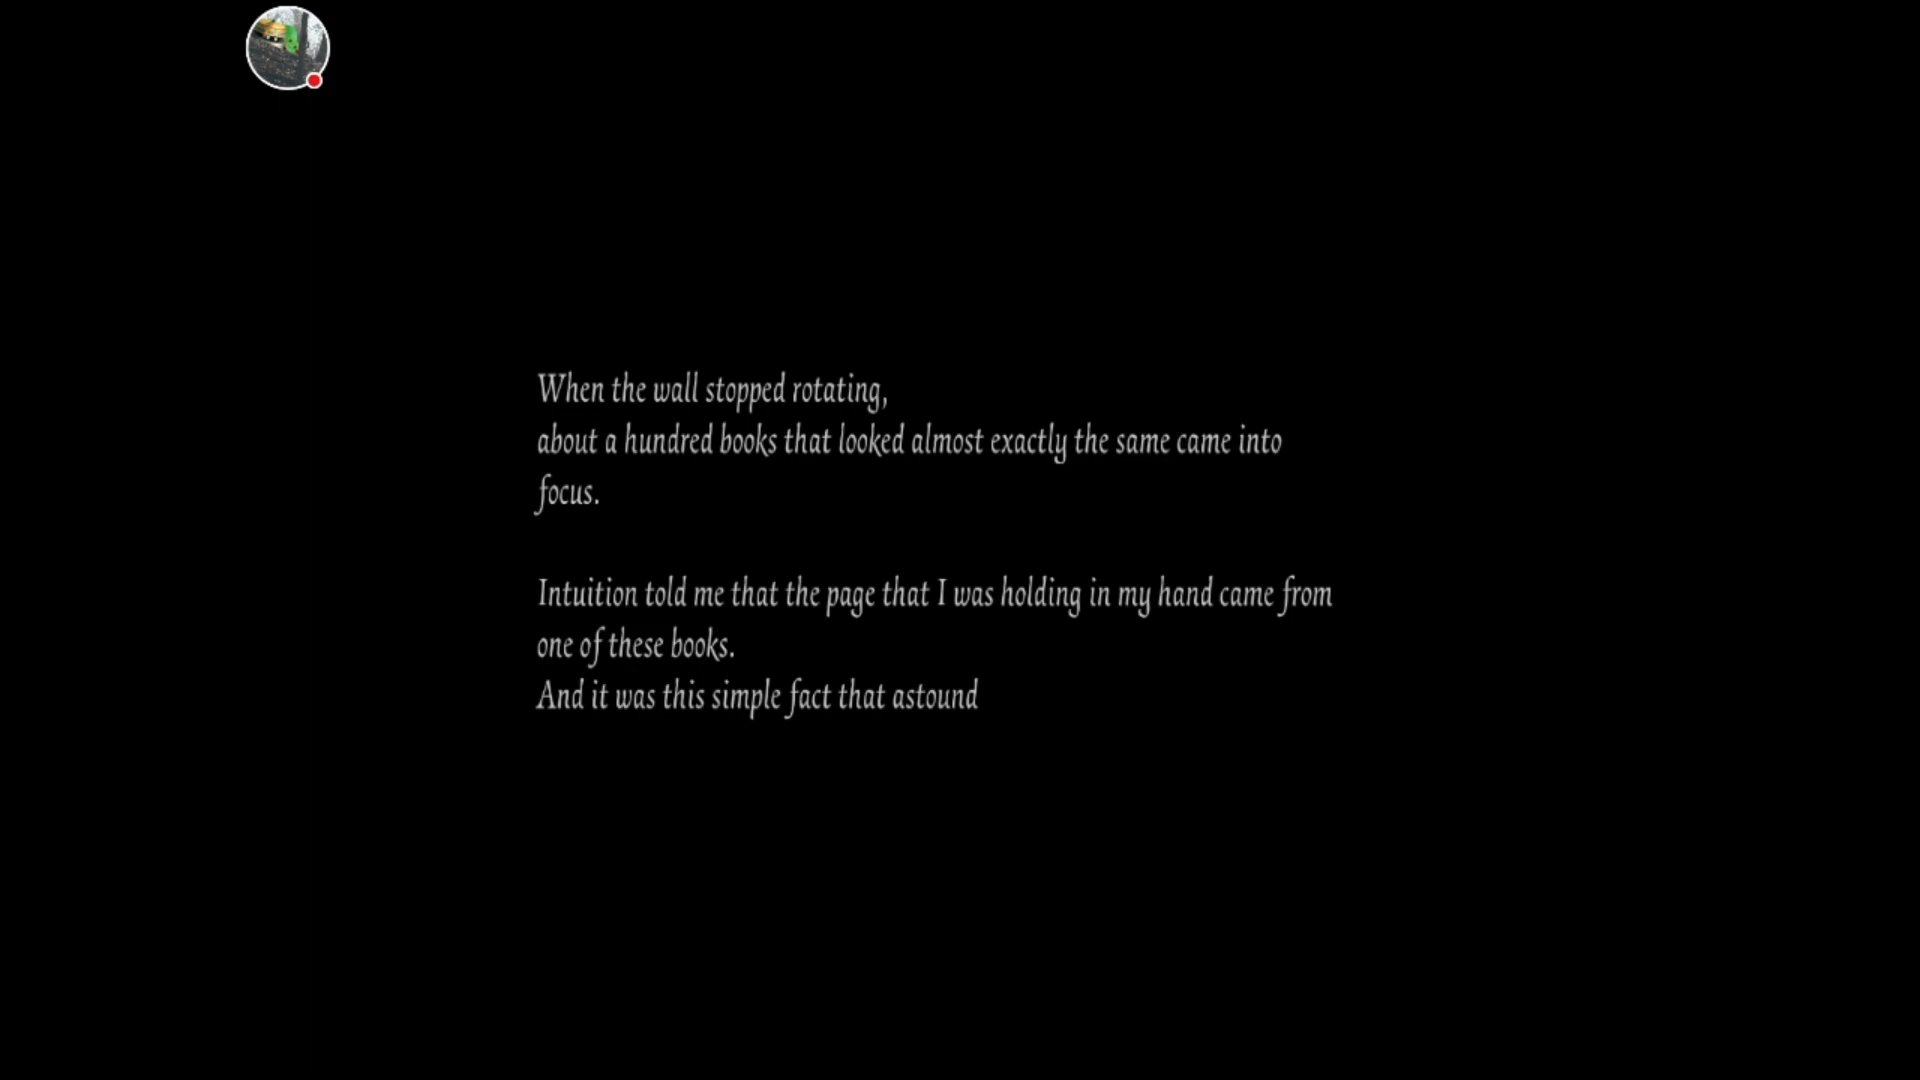 When the wall stopped rotating,
about a hundred books that looked almost exactly the same came into
focus.
Intuition told me that the page that I was holding in my hand came from
one of these books.
And it was this simple fact that astound